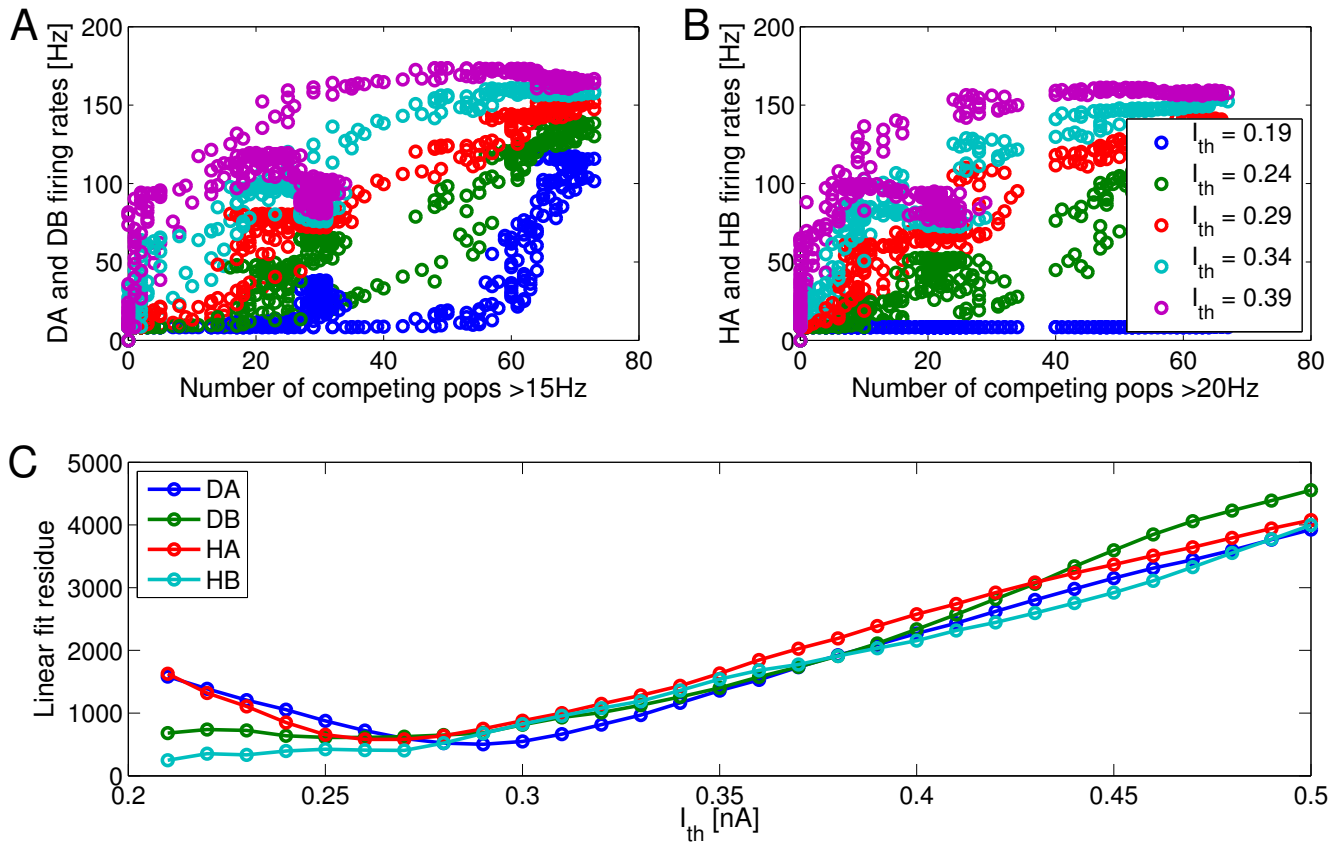 A
DA and DB firing rates [Hz]
200
150
100
50
0
0 20 40 60 80
Number of competing pops >15Hz
B
HA and HB firing rates [Hz]
200
150
100
50
0
0 20 40 60 80
Number of competing pops >20Hz
I_th = 0.19
I_th = 0.24
I_th = 0.29
I_th = 0.34
I_th = 0.39
C
Linear fit residue
5000
4000
3000
2000
1000
0
DA
DB
HA
HB
0.2 0.25 0.3 0.35 0.4 0.45 0.5
I_th [nA]